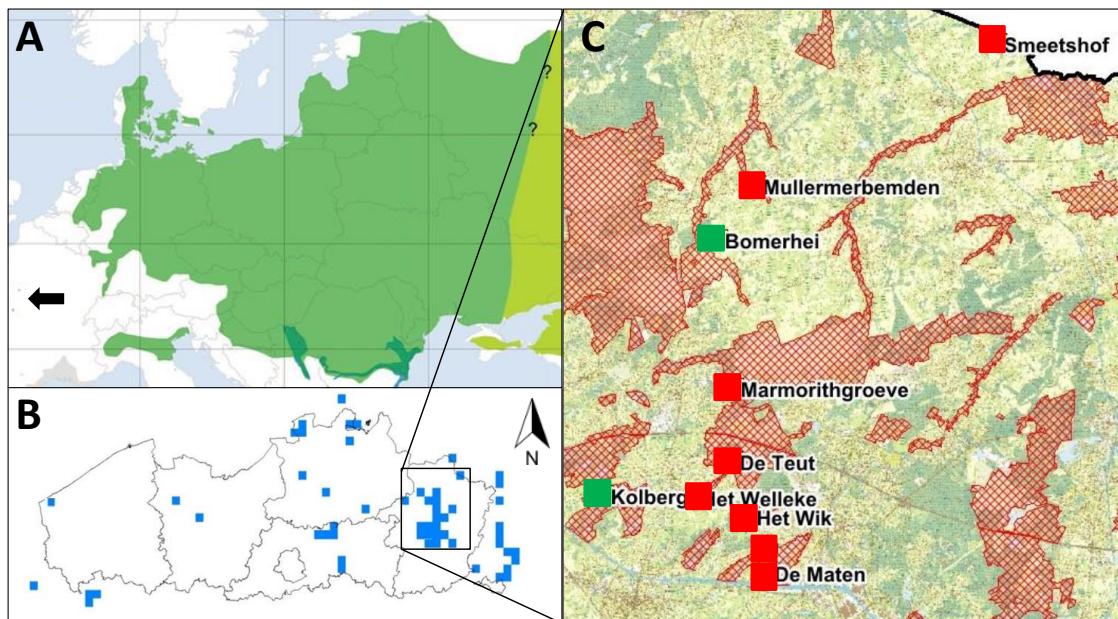 A
?
?
B
N
C
Smeetshof
Mullermerbemden
Bomerhei
Marmorithgroeve
De Teut
Kolberg
Het Welleke
Het Wik
De Maten